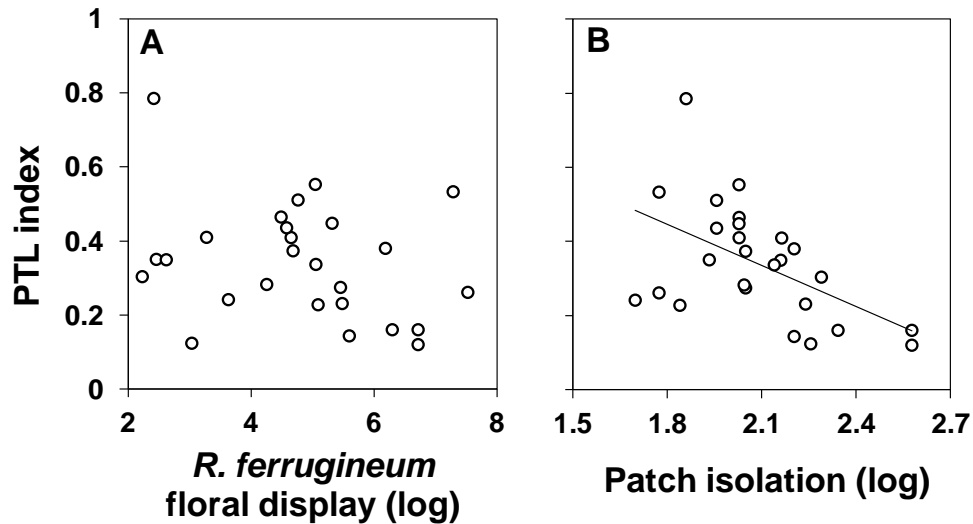 A
B
PTL index
1
0.8
0.6
0.4
0.2
0
2 4 6 8
1.5 1.8 2.1 2.4 2.7
R. ferrugineum
floral display (log)
Patch isolation (log)